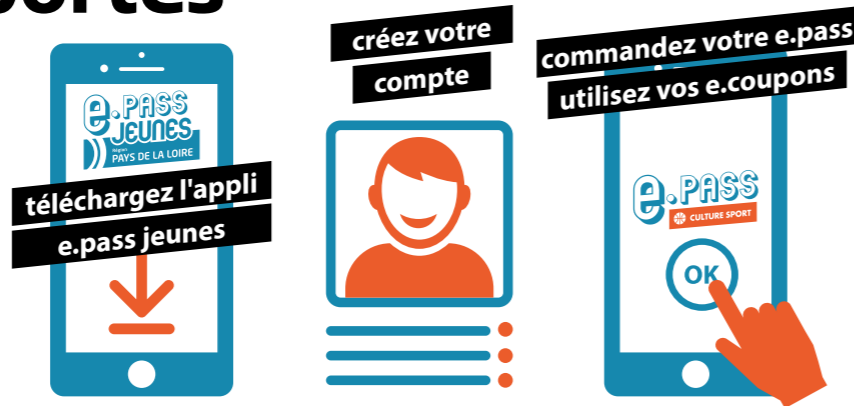 créez votre
compte
commandez votre e.pass
utilisez vos e.coupons
e.PASS
JEUNES
Région
PAYS DE LA LOIRE
téléchargez l'appli
e.pass jeunes
e.PASS
CULTURE SPORT
OK